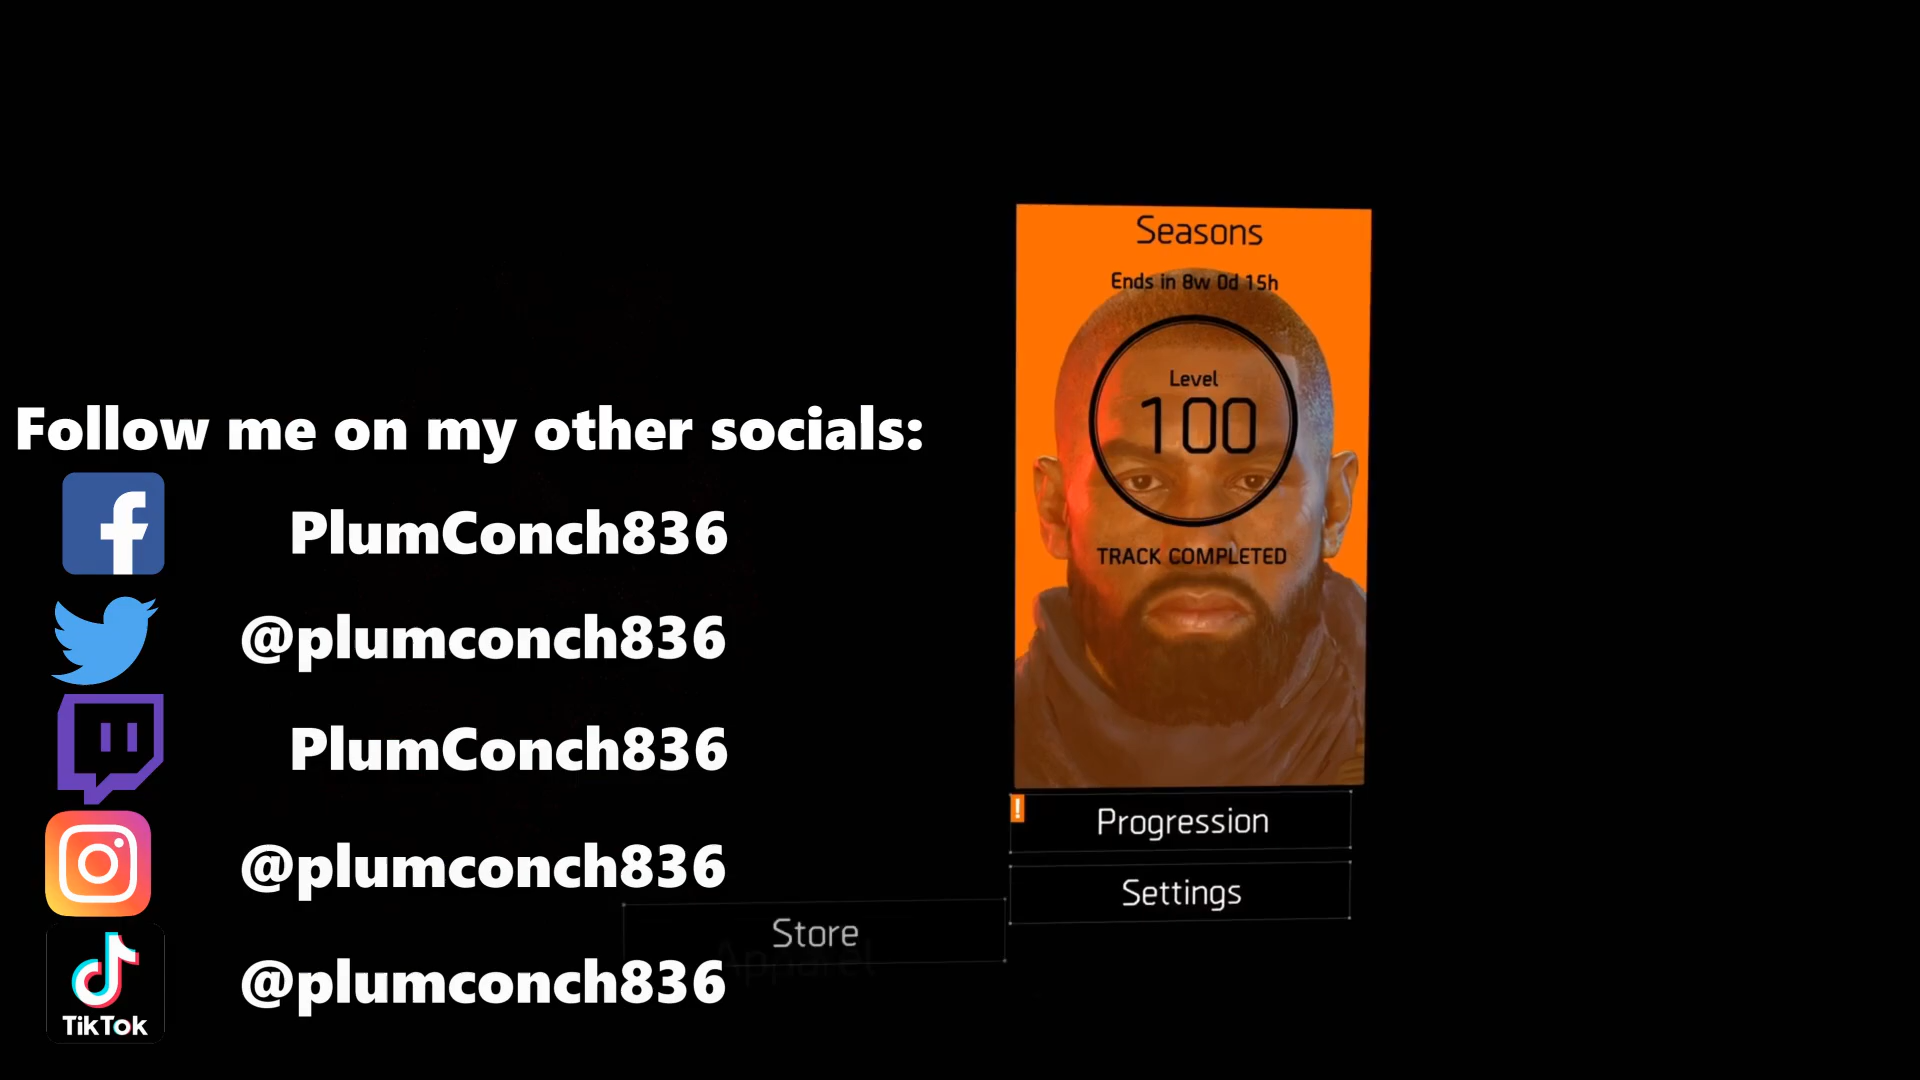 Seasons
Ends in 8w 0d 15h
Level
100
TRACK COMPLETED
Follow me on my other socials:
PlumConch836
@plumconch836
PlumConch836
@plumconch836
TikTok
@plumconch836
!
Progression
Settings
Store
Apparel